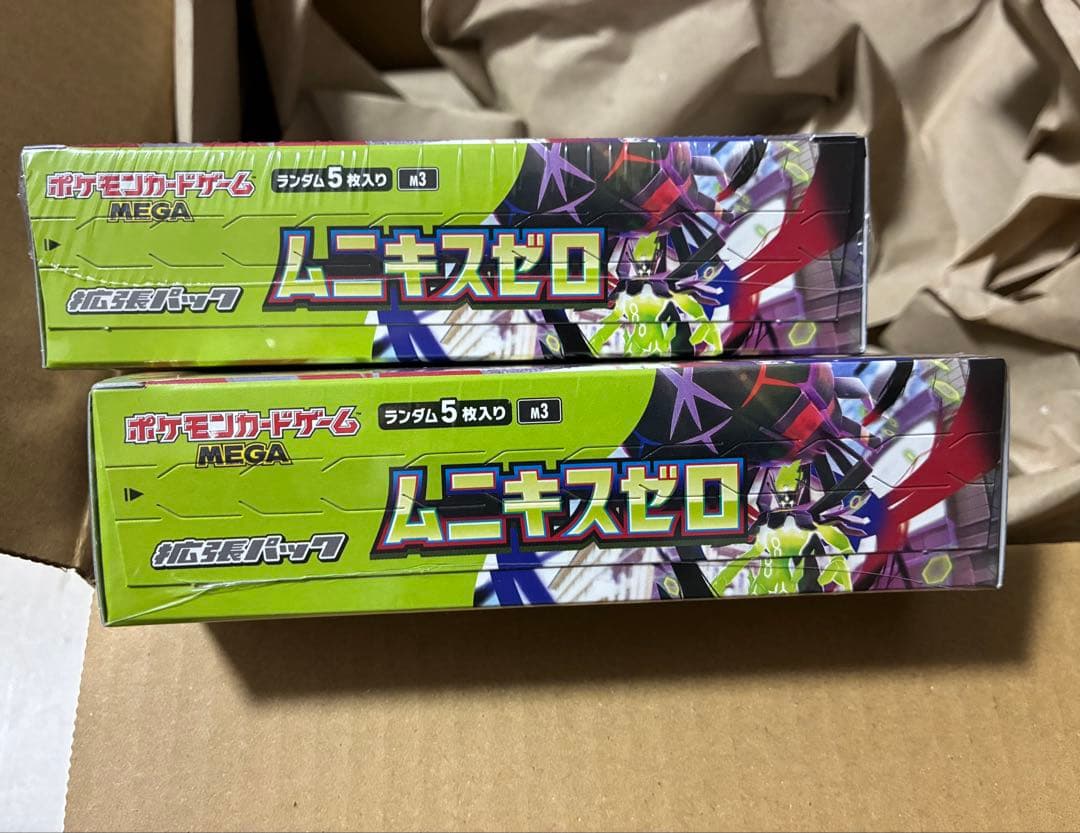 ポケモンカードゲーム
MEGA
ランダム5枚入り
M3
ムニキスゼロ
拡張パック
ポケモンカードゲーム
MEGA
ランダム5枚入り
M3
ムニキスゼロ
拡張パック